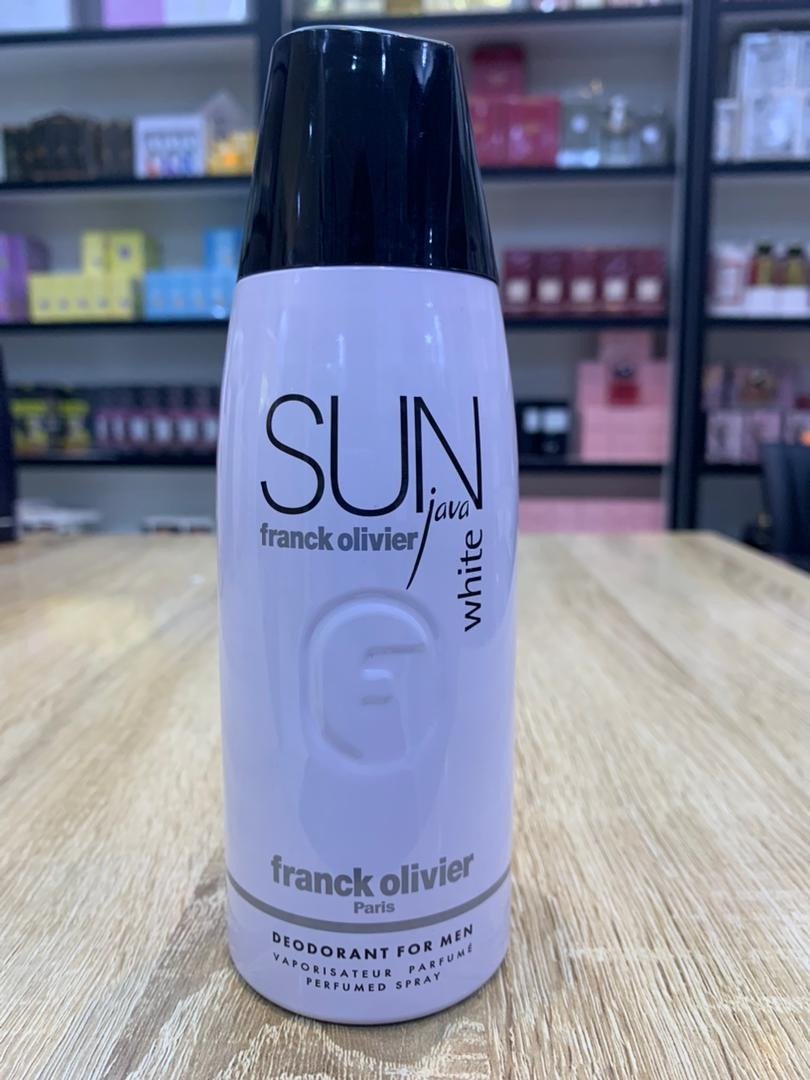 SUN
java
franck olivier
white
franck olivier
Paris
DEODORANT FOR MEN
VAPORISATEUR PARFUMÉ
PERFUMED SPRAY